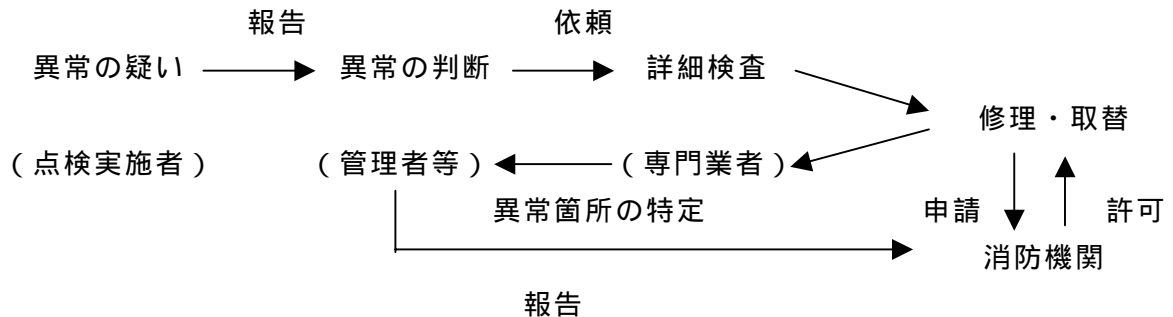 報告 依頼
異常の疑い 異常の判断 詳細検査
修理・取替
(点検実施者) (管理者等) (専門業者)
異常箇所の特定 申請 許可
消防機関
報告